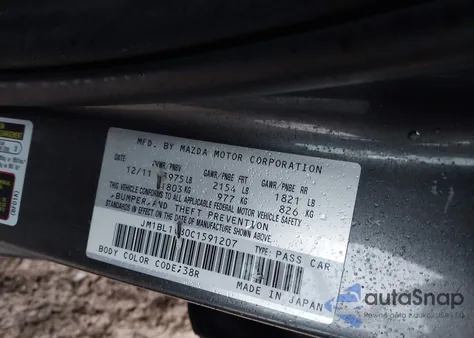 MFD. BY MAZDA MOTOR CORPORATION
GVWR/PNBV GAWR/PNBE FRT GAWR/PNBE RR
12/11 975 LB 2154 LB 1821 LB
1803 KG 977 KG 826 KG
THIS VEHICLE CONFORMS TO ALL APPLICABLE FEDERAL MOTOR VEHICLE SAFETY
BUMPER, AND THEFT PREVENTION
STANDARDS IN EFFECT ON THE DATE OF MANUFACTURE SHOWN ABOVE.
JM1BL1 0C1591207 TYPE: PASS CAR
BODY COLOR CODE;38R
MADE IN JAPAN
autoSnap